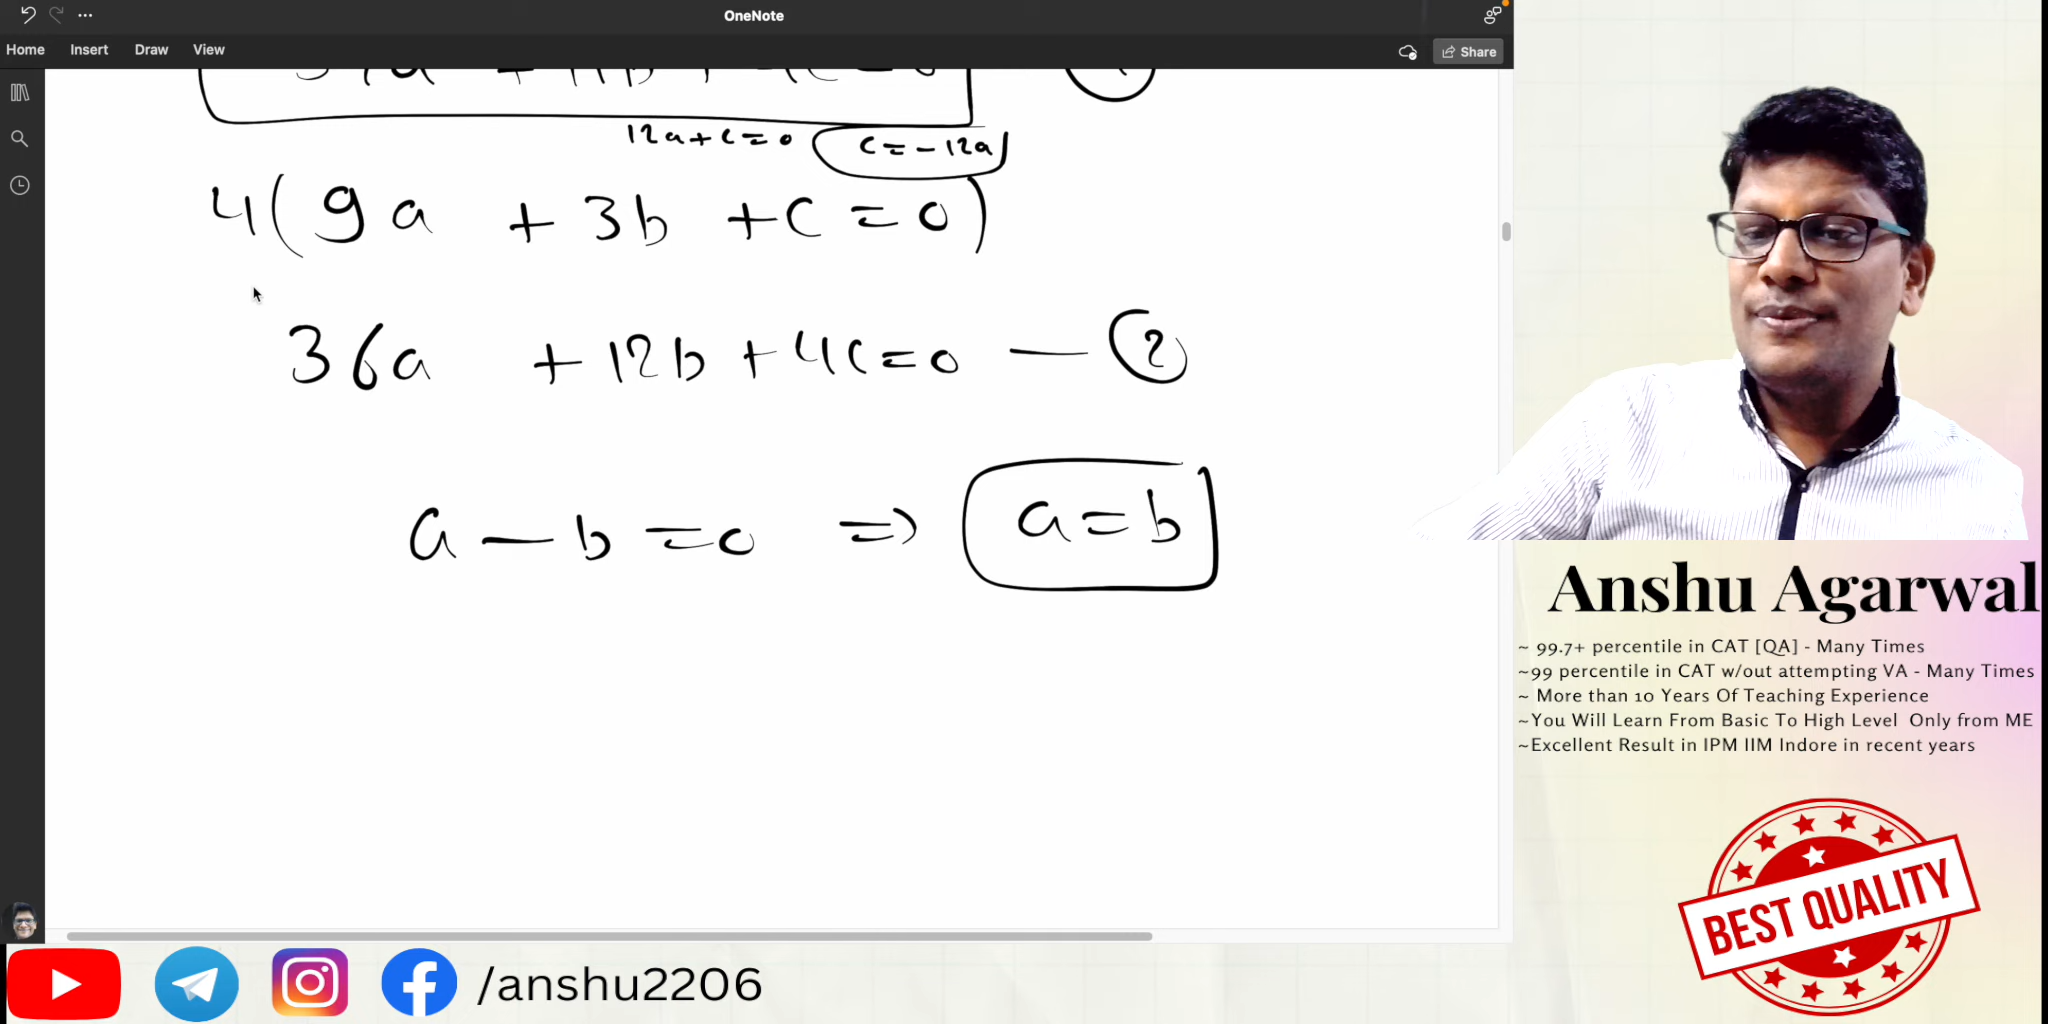 OneNote
Home Insert Draw View
Share
12a+c=0 c=-12a
4(9a +3b +c=0)
36a +12b+4c=0 — 2
a-b=0 ⇒ a=b
Anshu Agarwal
~ 99.7+ percentile in CAT [QA] - Many Times
~99 percentile in CAT w/out attempting VA - Many Times
~ More than 10 Years Of Teaching Experience
~You Will Learn From Basic To High Level Only from ME
~Excellent Result in IPM IIM Indore in recent years
BEST QUALITY
/anshu2206